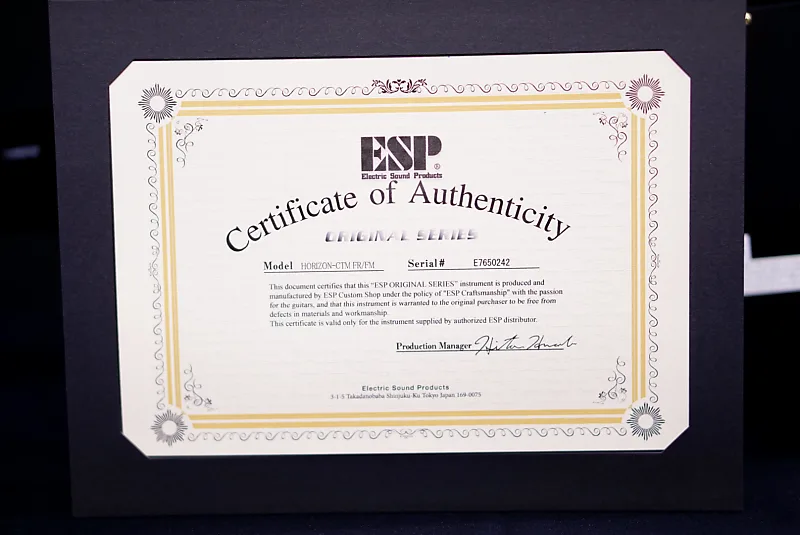 ESP®
Electric Sound Products
Certificate of Authenticity
ORIGINAL SERIES
Model HORIZON-CTM FR/FM Serial# E7650242
This document certifies that this "ESP ORIGINAL SERIES" instrument is produced and
manufactured by ESP Custom Shop under the policy of "ESP Craftsmanship" with the passion
for the guitars, and that this instrument is warranted to the original purchaser to be free from
defects in materials and workmanship.
This certificate is valid only for the instrument supplied by authorized ESP distributor.
Production Manager
Electric Sound Products
3-1-5 Takadanobaba Shinjuku-Ku Tokyo Japan 169-0075